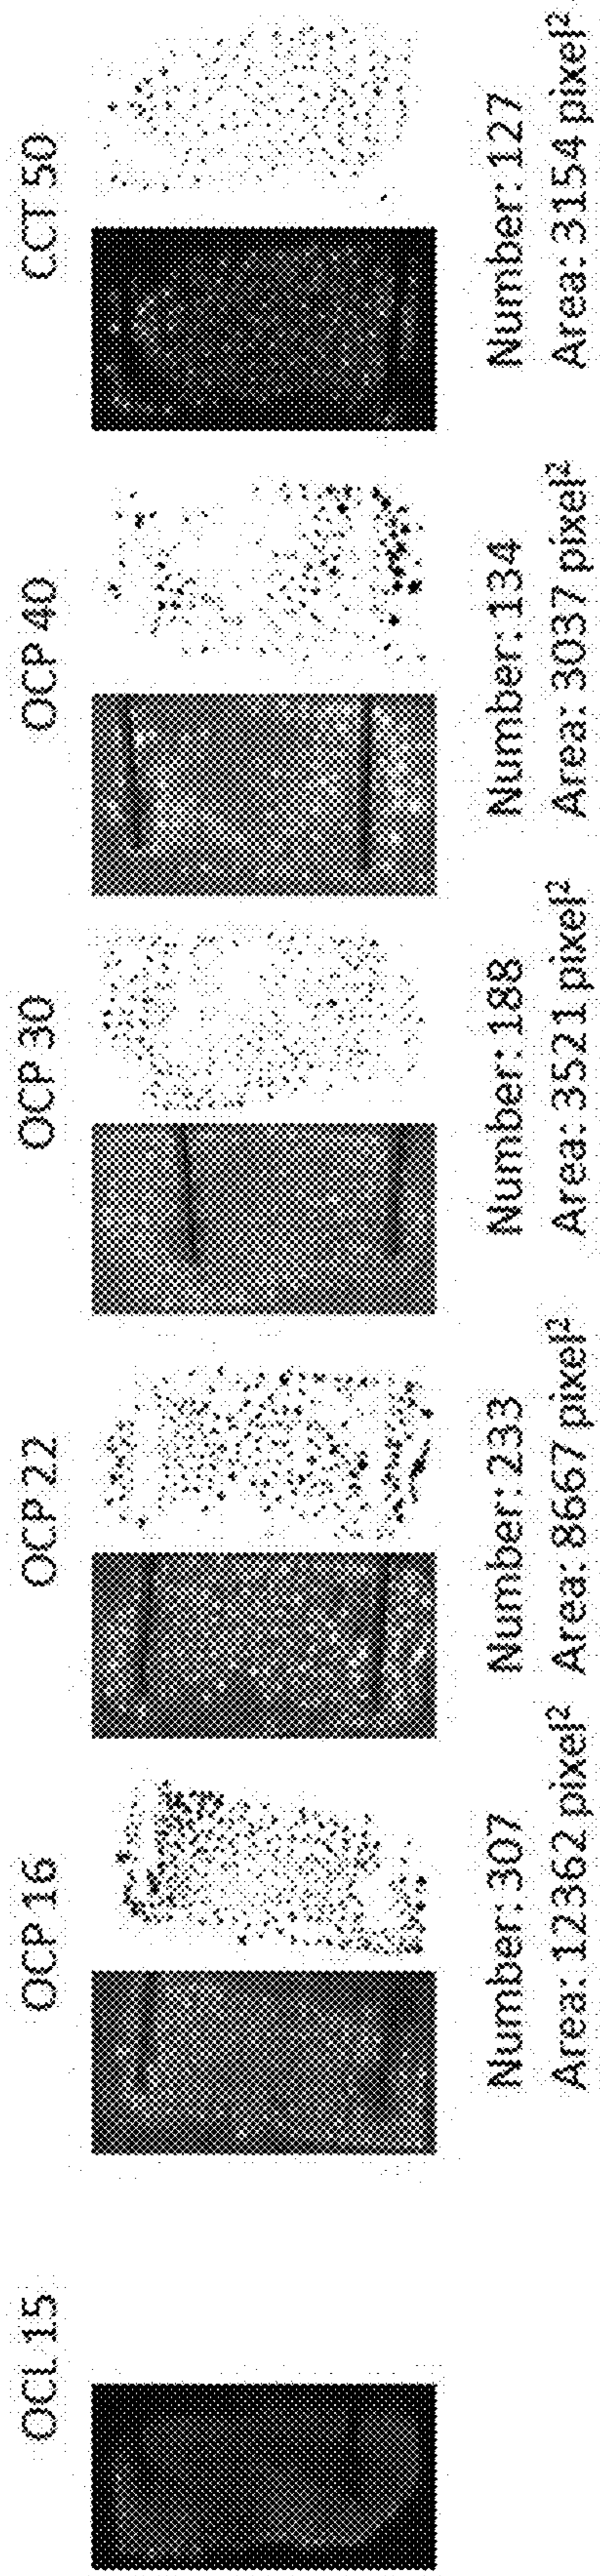 OCL 15
OCP 16
Number: 307
Area: 12362 pixel²
OCP 22
Number: 233
Area: 8667 pixel²
OCP 30
Number: 188
Area: 3521 pixel²
OCP 40
Number: 134
Area: 3037 pixel²
CCT 50
Number: 127
Area: 3154 pixel²